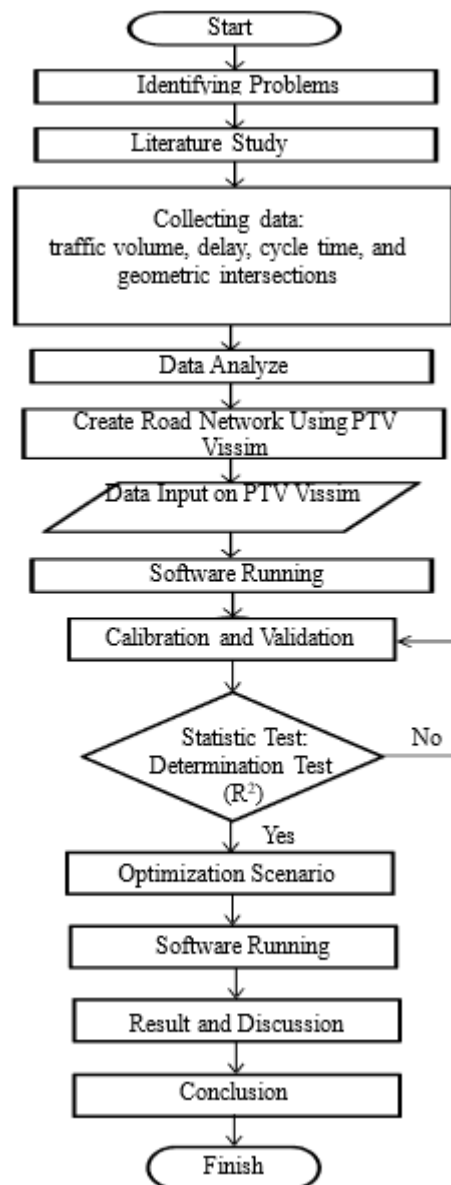 Start
Identifying Problems
Literature Study
Collecting data:
traffic volume, delay, cycle time, and
geometric intersections
Data Analyze
Create Road Network Using PTV
Vissim
Data Input on PTV Vissim
Software Running
Calibration and Validation
Statistic Test:
Determination Test
(R²)
No
Yes
Optimization Scenario
Software Running
Result and Discussion
Conclusion
Finish